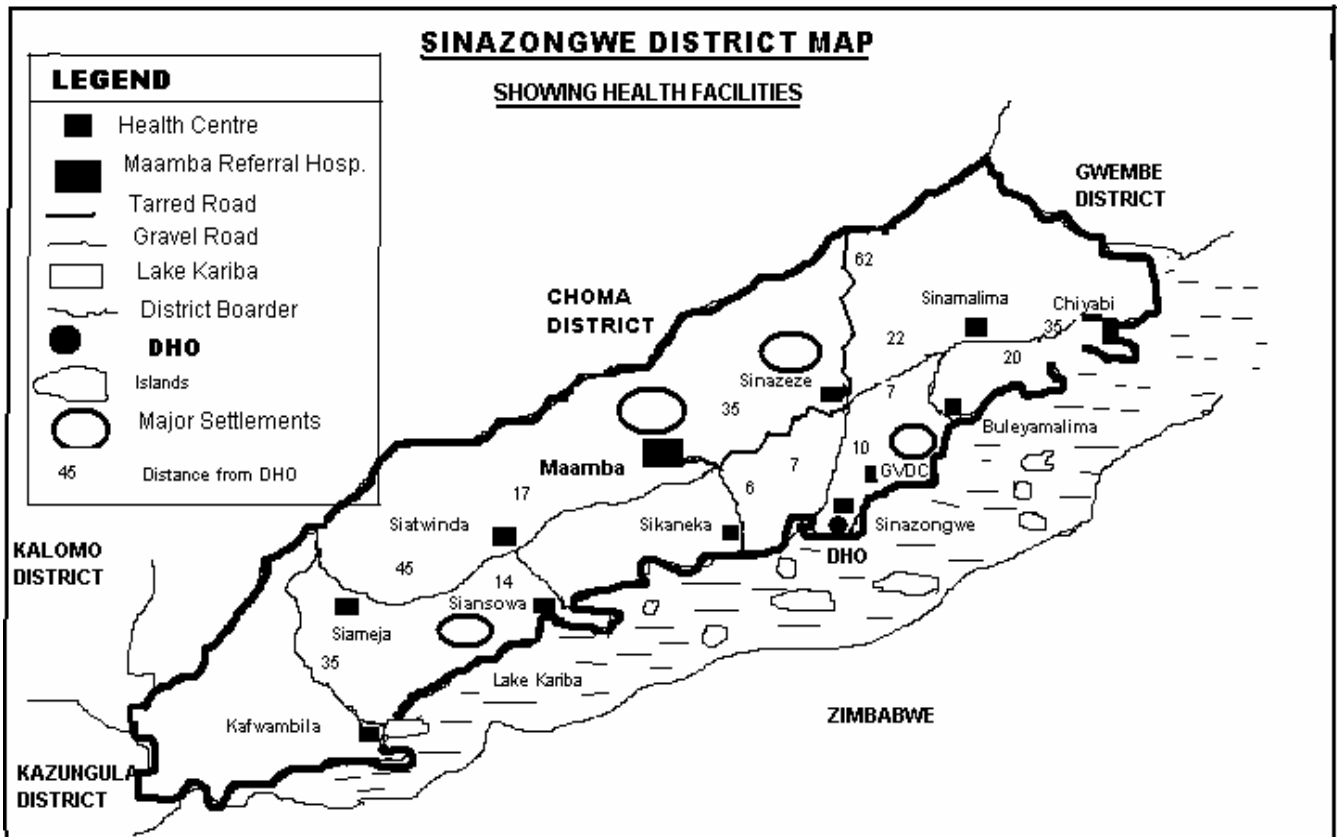 SINAZONGWE DISTRICT MAP
SHOWING HEALTH FACILITIES
LEGEND
Health Centre
Maamba Referral Hosp.
Tarred Road
Gravel Road
Lake Kariba
District Boarder
DHO
Islands
Major Settlements
45 Distance from DHO
GWEMBE
DISTRICT
CHOMA
DISTRICT
62
Sinamalima
Chiyabi
35
22
20
Sinazeze
35
7
Buleyamalima
Maamba
10
GVDC
7
6
17
Siatwinda
Sikaneka
Sinazongwe
DHO
KALOMO
DISTRICT
45
14
Siansowa
Siameja
35
Lake Kariba
Kafwambila
ZIMBABWE
KAZUNGULA
DISTRICT